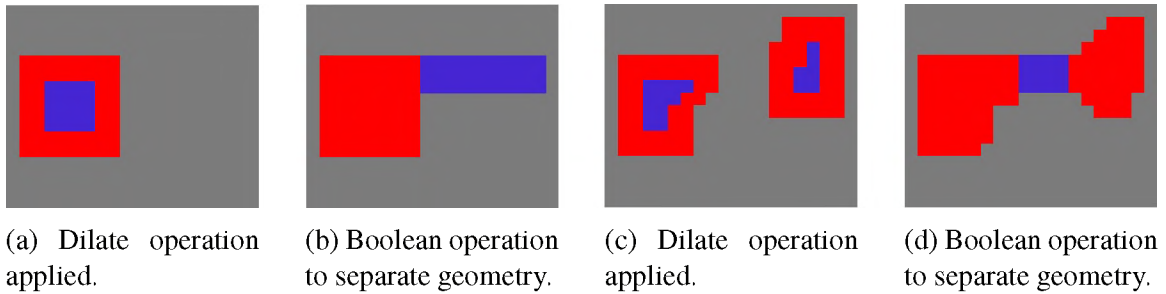 (a) Dilate operation applied.
(b) Boolean operation to separate geometry.
(c) Dilate operation applied.
(d) Boolean operation to separate geometry.